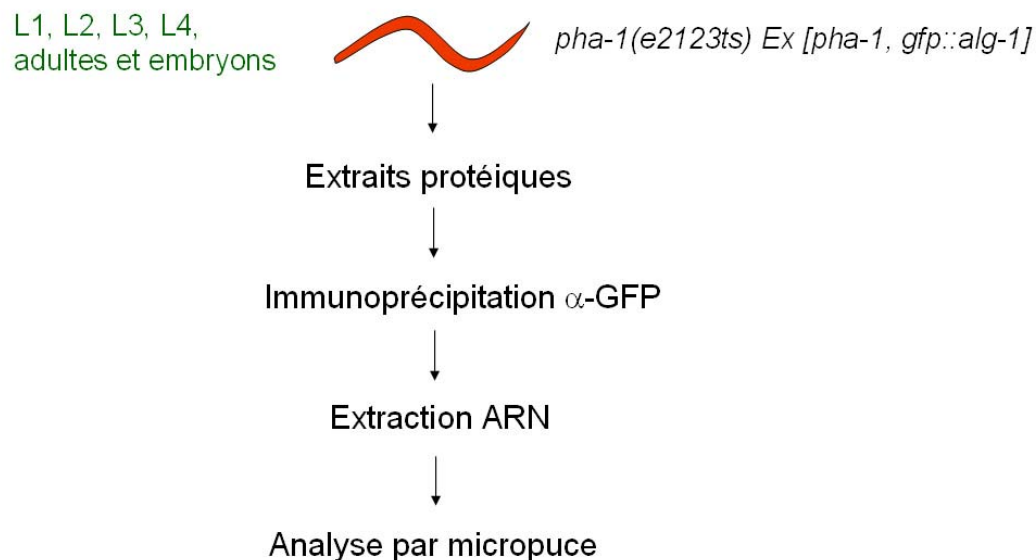 L1, L2, L3, L4,
adultes et embryons
pha-1(e2123ts) Ex [pha-1, gfp::alg-1]
Extraits protéiques
Immunoprécipitation α-GFP
Extraction ARN
Analyse par micropuce